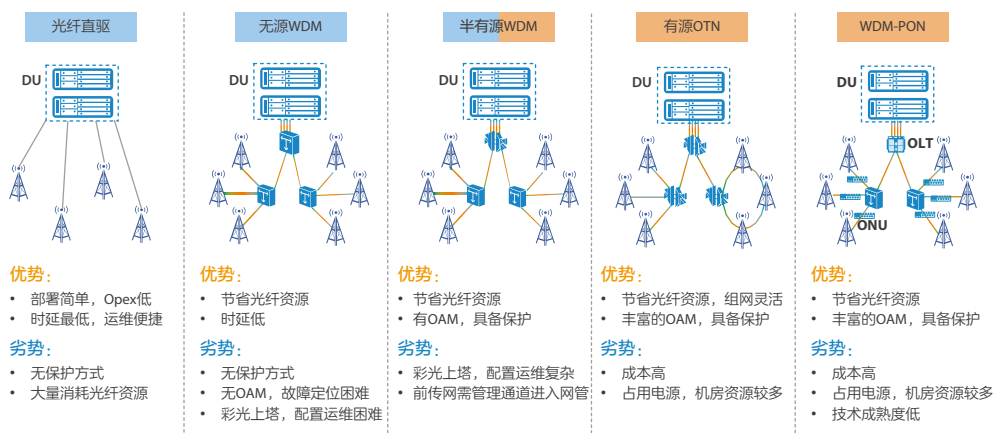 光纤直驱
DU
优势：
• 部署简单，Opex低
• 时延最低，运维便捷
劣势：
• 无保护方式
• 大量消耗光纤资源
无源WDM
DU
优势：
• 节省光纤资源
• 时延低
劣势：
• 无保护方式
• 无OAM，故障定位困难
• 彩光上塔，配置运维困难
半有源WDM
DU
优势：
• 节省光纤资源
• 有OAM，具备保护
劣势：
• 彩光上塔，配置运维复杂
• 前传网需管理通道进入网管
有源OTN
DU
优势：
• 节省光纤资源，组网灵活
• 丰富的OAM，具备保护
劣势：
• 成本高
• 占用电源，机房资源较多
WDM-PON
DU
OLT
ONU
优势：
• 节省光纤资源
• 丰富的OAM，具备保护
劣势：
• 成本高
• 占用电源，机房资源较多
• 技术成熟度低